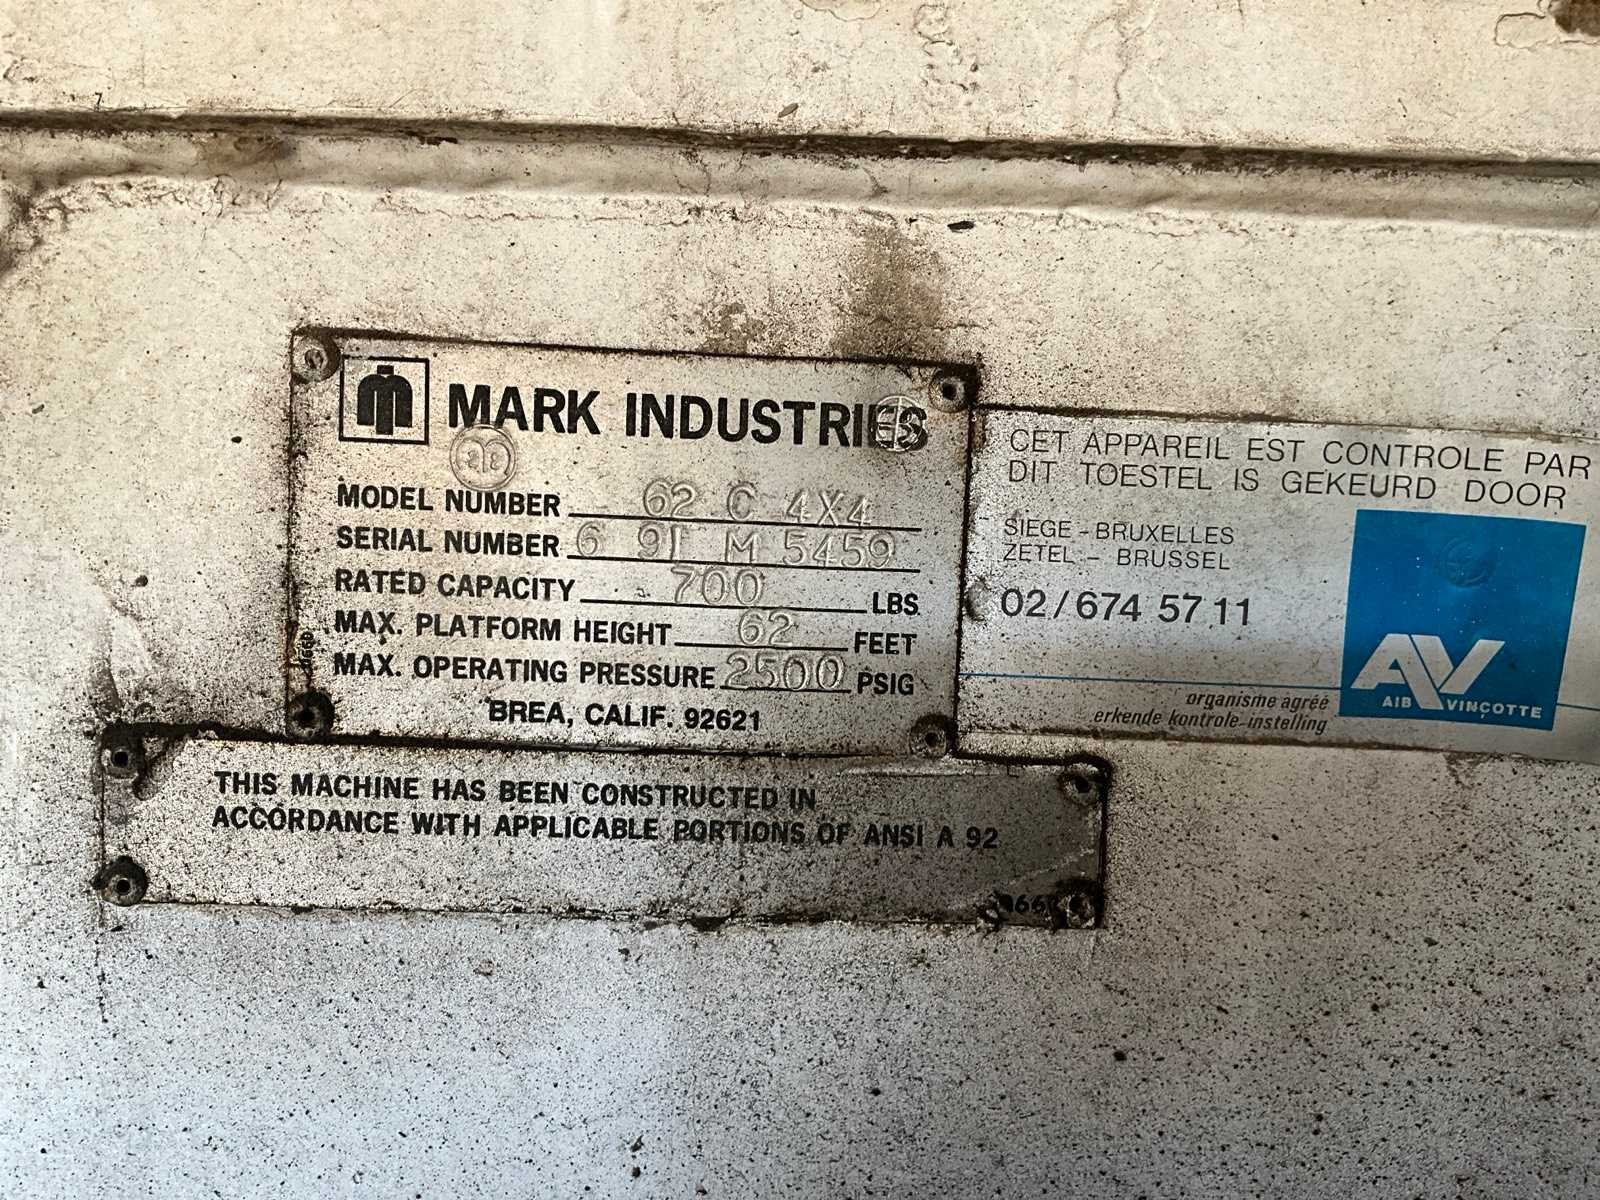 MARK INDUSTRIES
MODEL NUMBER 62 C 4X4
SERIAL NUMBER 6 91 M 5459
RATED CAPACITY 700 LBS
MAX. PLATFORM HEIGHT 62 FEET
MAX. OPERATING PRESSURE 2500 PSIG
BREA, CALIF. 92621
THIS MACHINE HAS BEEN CONSTRUCTED IN
ACCORDANCE WITH APPLICABLE PORTIONS OF ANSI A 92
CET APPAREIL EST CONTROLE PAR
DIT TOESTEL IS GEKEURD DOOR
SIEGE - BRUXELLES
ZETEL - BRUSSEL
02/674 57 11
organisme agréé
erkende kontrole-instelling
AV
AIB VINÇOTTE